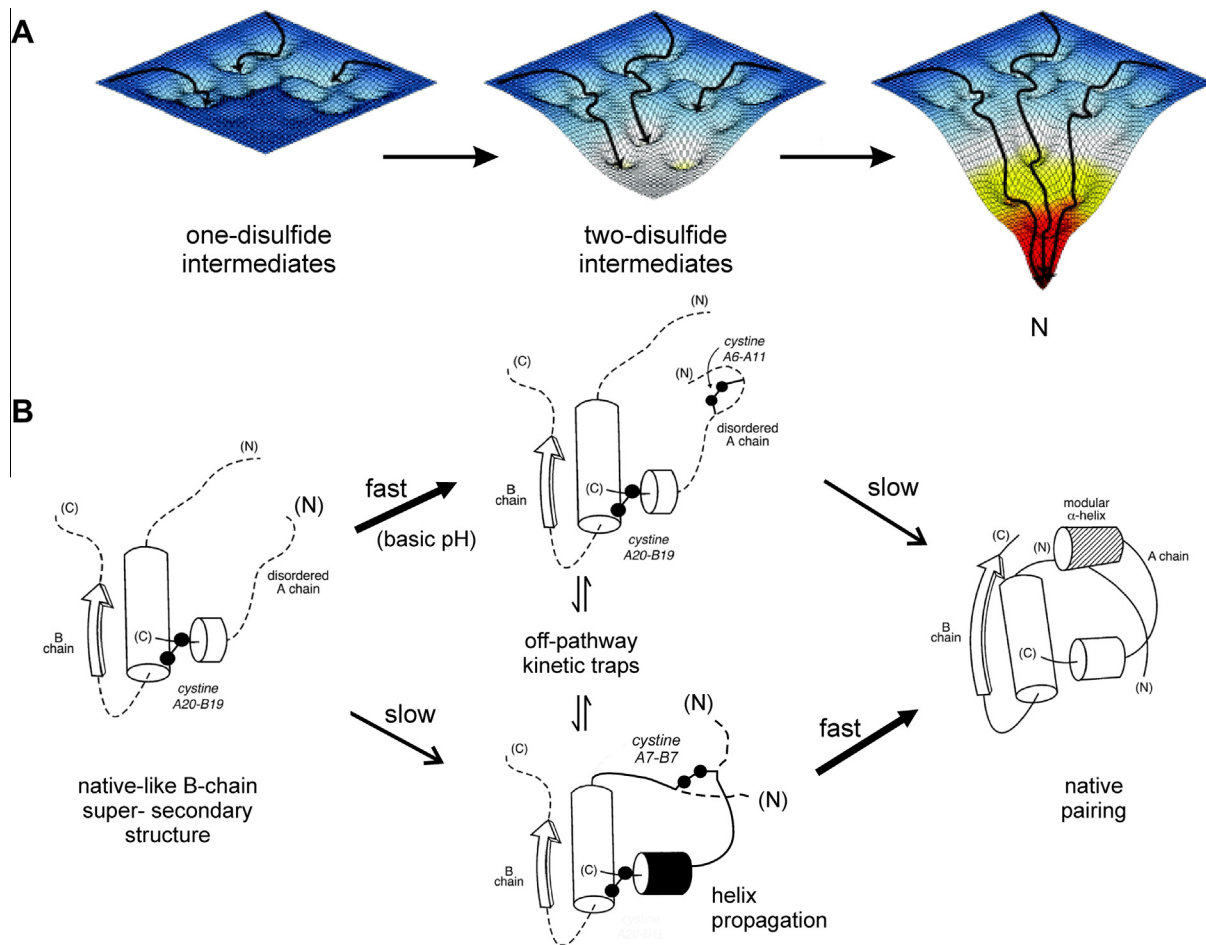 A
one-disulfide
intermediates
two-disulfide
intermediates
N
B
(C)
(N)
(N)
disordered
A chain
B
chain
(C)
cystine
A20-B19
native-like B-chain
super- secondary
structure
fast
(basic pH)
slow
(N)
(C)
cystine
A6-A11
(N)
disordered
A chain
B
chain
(C)
cystine
A20-B19
off-pathway
kinetic traps
(C)
cystine
A7-B7
(N)
(N)
B
chain
(C)
cystine
helix
propagation
slow
fast
modular
α-helix
(C)
(N)
A chain
B
chain
(C)
(N)
native
pairing